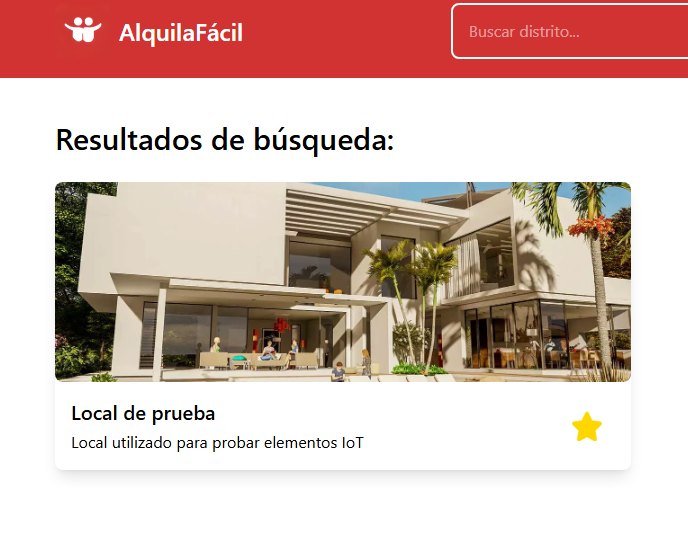 AlquilaFácil
Buscar distrito...
Resultados de búsqueda:
Local de prueba
Local utilizado para probar elementos IoT